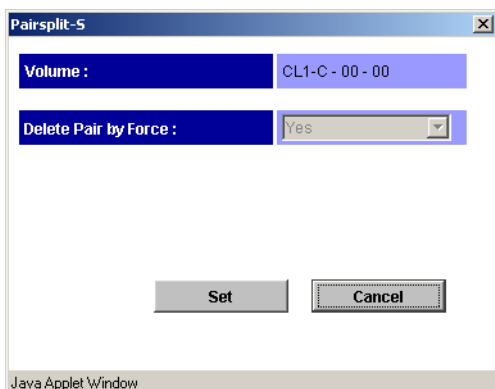 Pairsplit-S
Volume : CL1-C - 00 - 00
Delete Pair by Force : Yes
Set Cancel
Java Applet Window